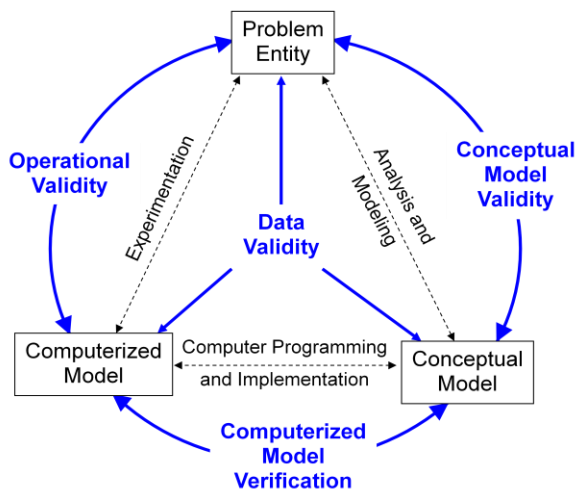 Problem
Entity
Operational
Validity
Experimentation
Analysis and
Modeling
Conceptual
Model
Validity
Data
Validity
Computerized
Model
Computer Programming
and Implementation
Conceptual
Model
Computerized
Model
Verification